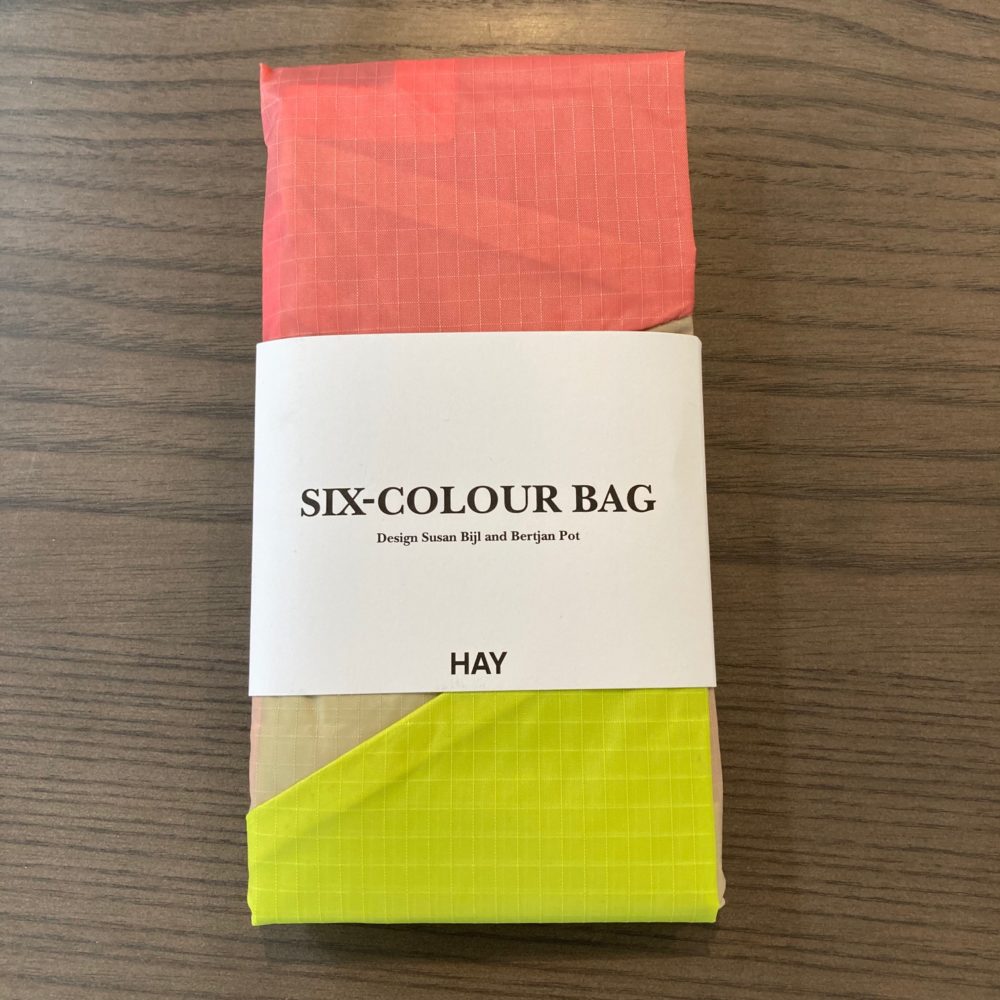 SIX-COLOUR BAG
Design Susan Bijl and Bertjan Pot
HAY